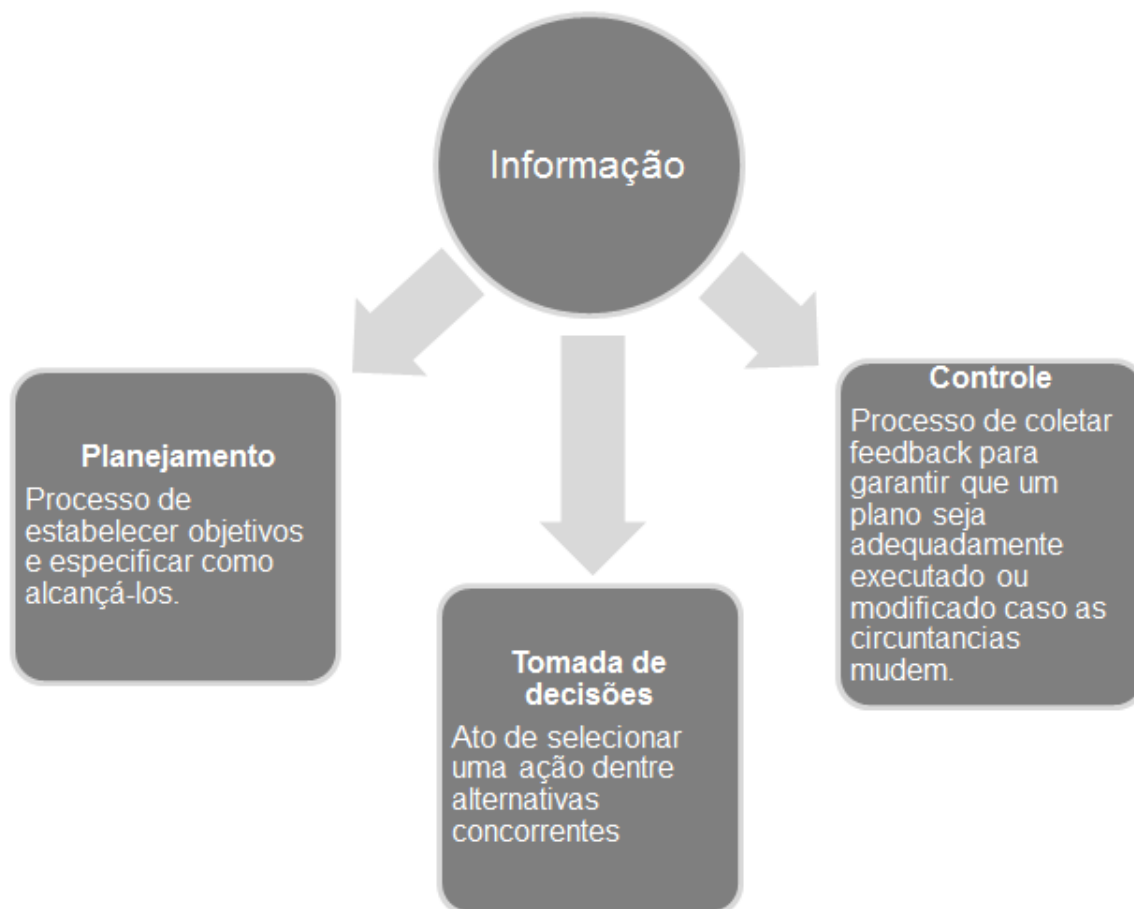 Informação
Planejamento
Processo de
estabelecer objetivos
e especificar como
alcançá-los.
Tomada de
decisões
Ato de selecionar
uma ação dentre
alternativas
concorrentes
Controle
Processo de coletar
feedback para
garantir que um
plano seja
adequadamente
executado ou
modificado caso as
circuntancias
mudem.